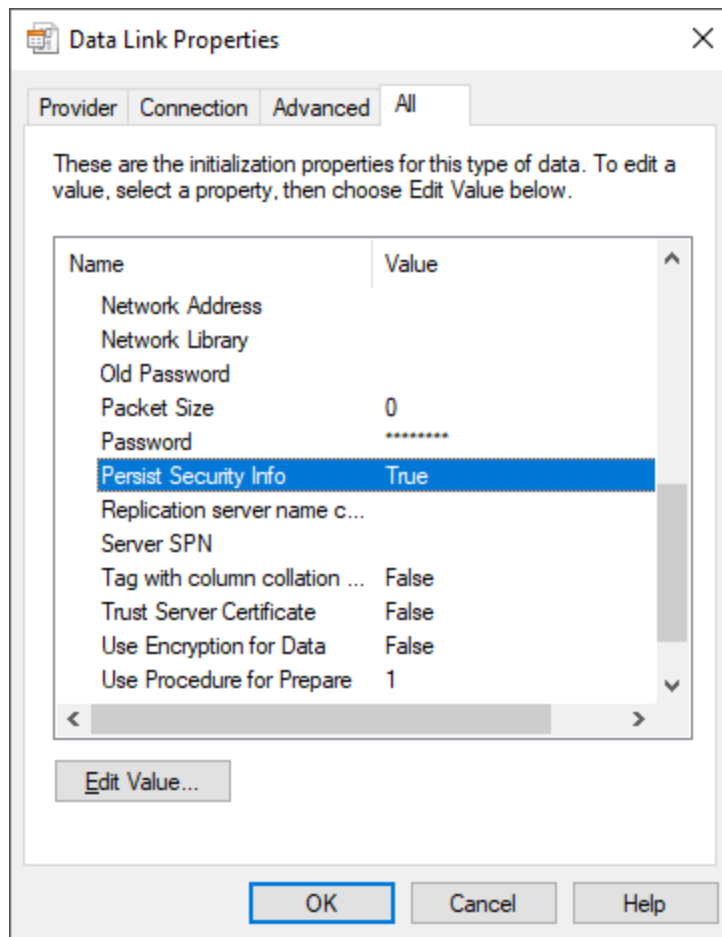 Data Link Properties
Provider Connection Advanced All
These are the initialization properties for this type of data. To edit a
value, select a property, then choose Edit Value below.
Name Value
Network Address
Network Library
Old Password
Packet Size 0
Password ********
Persist Security Info True
Replication server name c...
Server SPN
Tag with column collation ... False
Trust Server Certificate False
Use Encryption for Data False
Use Procedure for Prepare 1
Edit Value...
OK Cancel Help